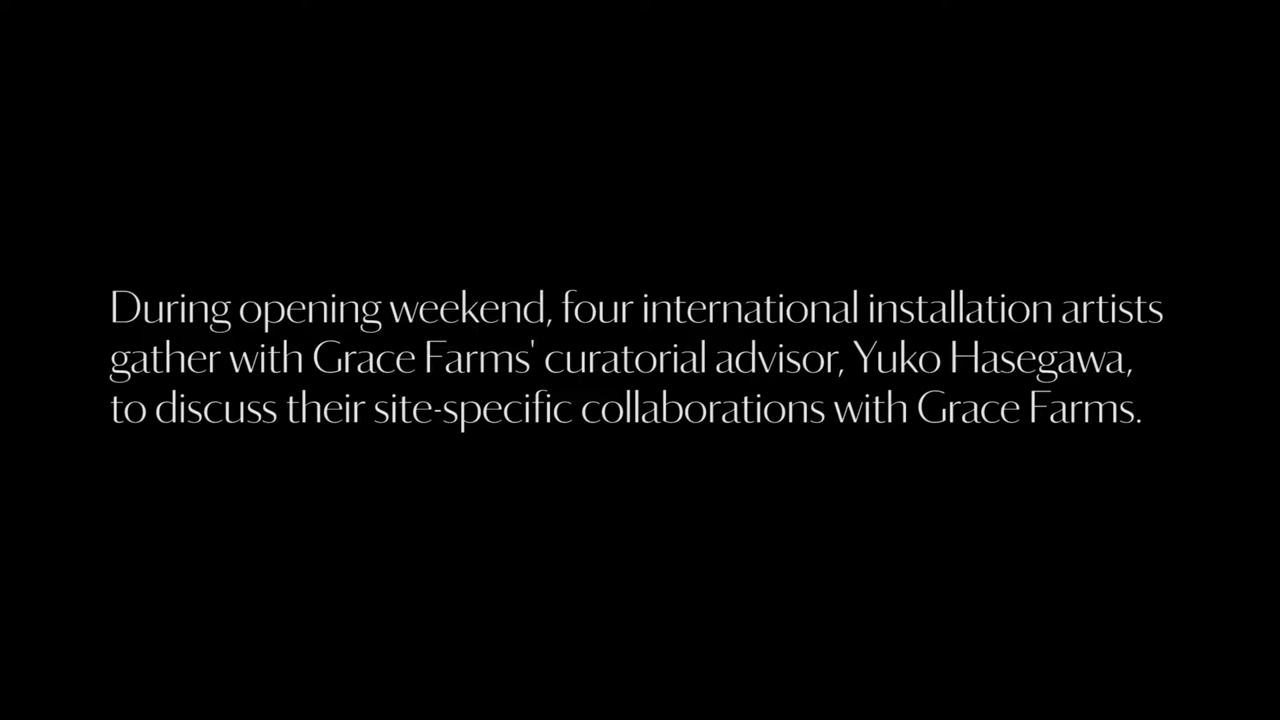 During opening weekend, four international installation artists
gather with Grace Farms' curatorial advisor, Yuko Hasegawa,
to discuss their site-specific collaborations with Grace Farms.